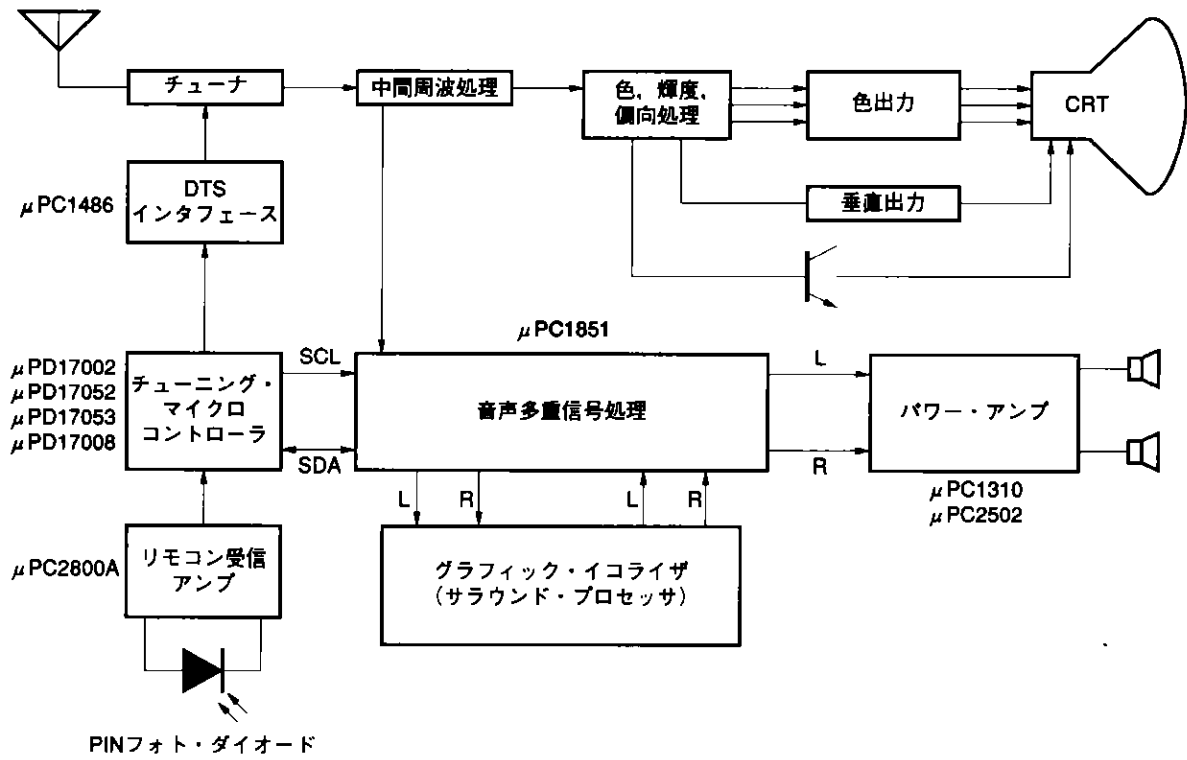 チューナ
中間周波処理
色，輝度，
偏向処理
色出力
CRT
μPC1486
DTS
インタフェース
垂直出力
μPC1851
μPD17002
μPD17052
μPD17053
μPD17008
チューニング・
マイクロ
コントローラ
SCL
SDA
音声多重信号処理
L
R
パワー・アンプ
μPC1310
μPC2502
L
R
L
R
μPC2800A
リモコン受信
アンプ
グラフィック・イコライザ
(サラウンド・プロセッサ)
PINフォト・ダイオード